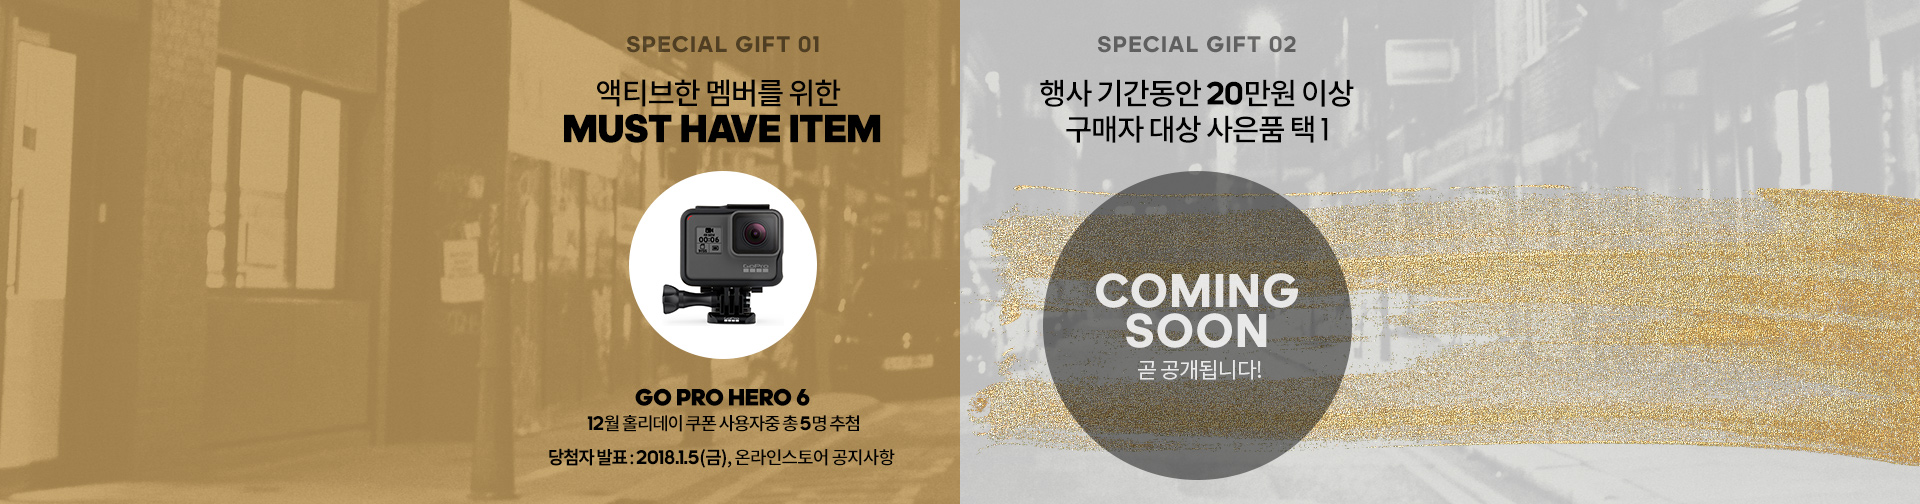 SPECIAL GIFT 01
액티브한 멤버를 위한
MUST HAVE ITEM
00:06
GoPro
GO PRO HERO 6
12월 홀리데이 쿠폰 사용자중 총 5명 추첨
당첨자 발표 : 2018.1.5(금), 온라인스토어 공지사항
SPECIAL GIFT 02
행사 기간동안 20만원 이상
구매자 대상 사은품 택1
COMING
SOON
곧 공개됩니다!